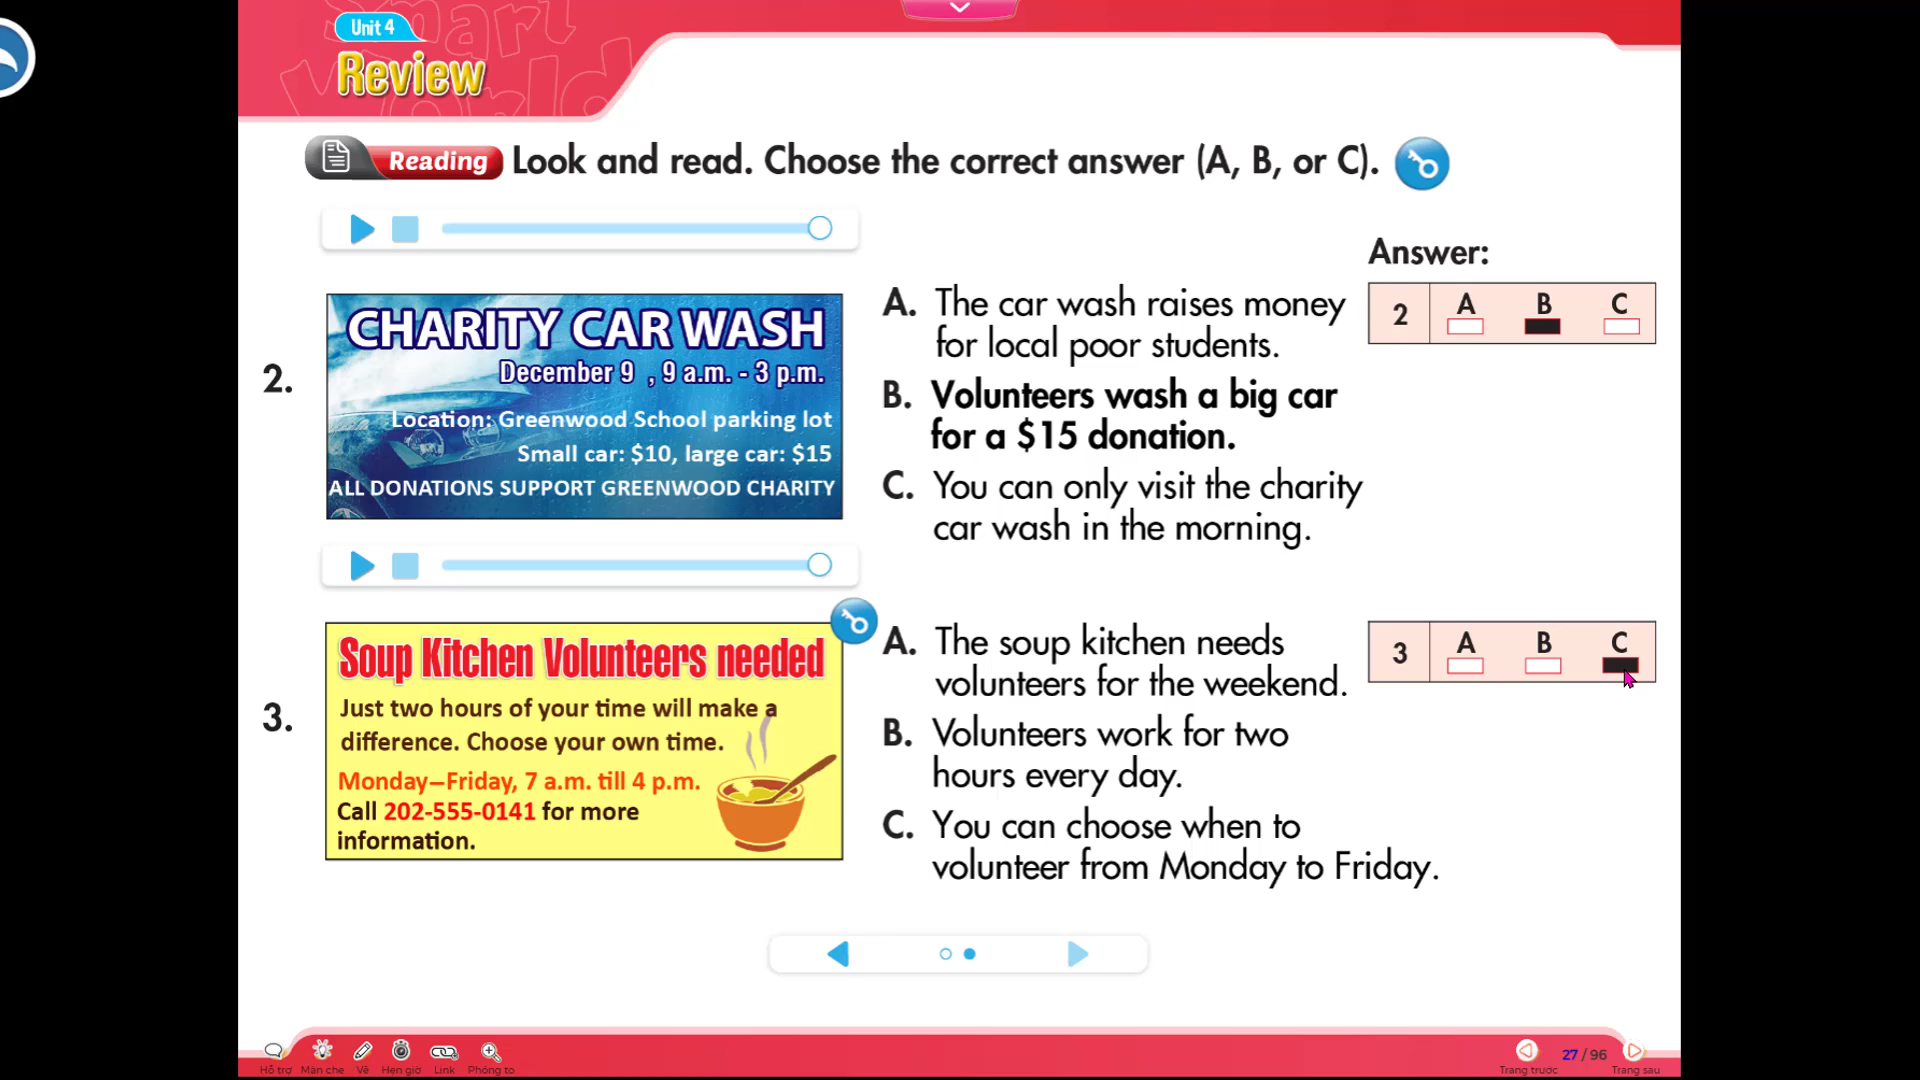 Unit 4
Review
Reading Look and read. Choose the correct answer (A, B, or C).
Answer:
2.
CHARITY CAR WASH
December 9 , 9 a.m. - 3 p.m.
Location: Greenwood School parking lot
Small car: $10, large car: $15
ALL DONATIONS SUPPORT GREENWOOD CHARITY
A. The car wash raises money
for local poor students.
B. Volunteers wash a big car
for a $15 donation.
C. You can only visit the charity
car wash in the morning.
2 A B C
3.
Soup Kitchen Volunteers needed
Just two hours of your time will make a
difference. Choose your own time.
Monday–Friday, 7 a.m. till 4 p.m.
Call 202-555-0141 for more
information.
A. The soup kitchen needs
volunteers for the weekend.
B. Volunteers work for two
hours every day.
C. You can choose when to
volunteer from Monday to Friday.
3 A B C
Hỗ trợ Màn che Vẽ Hẹn giờ Link Phóng to
27 / 96
Trang trước Trang sau